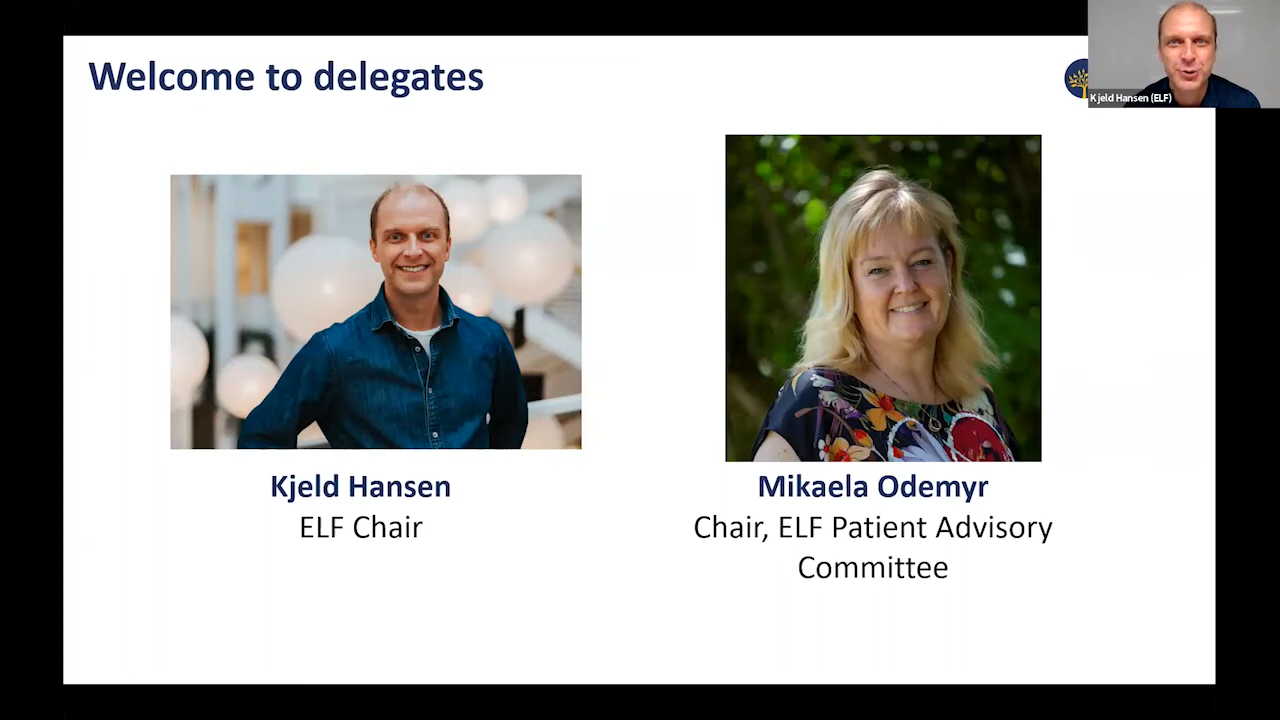 Welcome to delegates
Kjeld Hansen (ELF)
Kjeld Hansen
ELF Chair
Mikaela Odemyr
Chair, ELF Patient Advisory
Committee